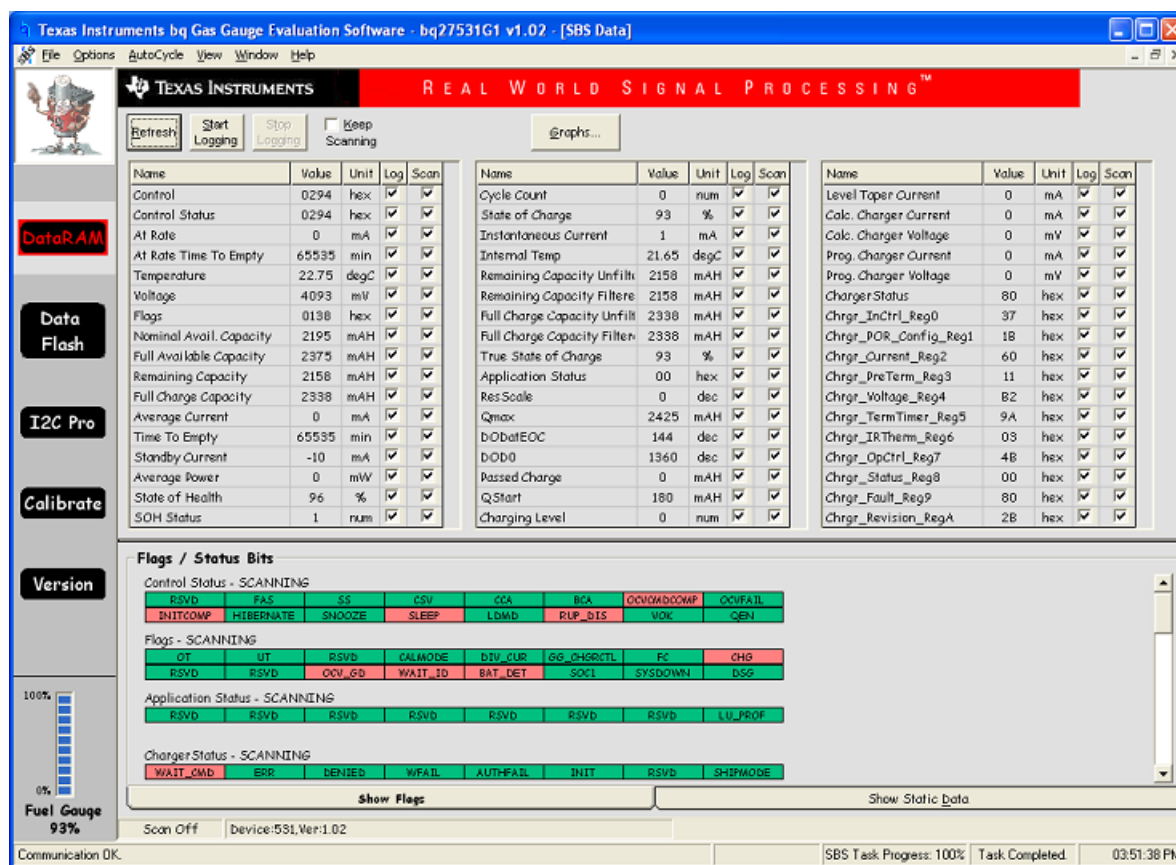 Texas Instruments bq Gas Gauge Evaluation Software - bq27531G1 v1.02 - [SBS Data]
File Options AutoCycle View Window Help
TEXAS INSTRUMENTS REAL WORLD SIGNAL PROCESSING™
Refresh Start Logging Stop Logging Keep Scanning Graphs...
DataRAM
Data Flash
I2C Pro
Calibrate
Version
100%
0%
Fuel Gauge
93%
Name Value Unit Log Scan
Control 0294 hex
Control Status 0294 hex
At Rate 0 mA
At Rate Time To Empty 65535 min
Temperature 22.75 degC
Voltage 4093 mV
Flags 0138 hex
Nominal Avail. Capacity 2195 mAH
Full Available Capacity 2375 mAH
Remaining Capacity 2158 mAH
Full Charge Capacity 2338 mAH
Average Current 0 mA
Time To Empty 65535 min
Standby Current -10 mA
Average Power 0 mW
State of Health 96 %
SOH Status 1 num
Name Value Unit Log Scan
Cycle Count 0 num
State of Charge 93 %
Instantaneous Current 1 mA
Internal Temp 21.65 degC
Remaining Capacity Unfilt 2158 mAH
Remaining Capacity Filtere 2158 mAH
Full Charge Capacity Unfilt 2338 mAH
Full Charge Capacity Filter 2338 mAH
True State of Charge 93 %
Application Status 00 hex
ResScale 0 dec
Qmax 2425 mAH
DODatEOC 144 dec
DOD0 1360 dec
Passed Charge 0 mAH
QStart 180 mAH
Charging Level 0 num
Name Value Unit Log Scan
Level Taper Current 0 mA
Calc. Charger Current 0 mA
Calc. Charger Voltage 0 mV
Prog. Charger Current 0 mA
Prog. Charger Voltage 0 mV
ChargerStatus 80 hex
Chrgr_InCtrl_Reg0 37 hex
Chrgr_POR_Config_Reg1 1B hex
Chrgr_Current_Reg2 60 hex
Chrgr_PreTerm_Reg3 11 hex
Chrgr_Voltage_Reg4 B2 hex
Chrgr_TermTimer_Reg5 9A hex
Chrgr_IRTherm_Reg6 03 hex
Chrgr_OpCtrl_Reg7 4B hex
Chrgr_Status_Reg8 00 hex
Chrgr_Fault_Reg9 80 hex
Chrgr_Revision_RegA 2B hex
Flags / Status Bits
Control Status - SCANNING
RSVD FAS SS CSV CCA BCA OCVCMDCOMP OCVFAIL
INITCOMP HIBERNATE SNOOZE SLEEP LDMD RUP_DIS VOK QEN
Flags - SCANNING
OT UT RSVD CALMODE DIV_CUR GG_CHGRCTL FC CHG
RSVD RSVD OCV_GD WAIT_ID BAT_DET SOC1 SYSDOWN DSG
Application Status - SCANNING
RSVD RSVD RSVD RSVD RSVD RSVD RSVD LU_PROF
ChargerStatus - SCANNING
WAIT_CMD ERR DENIED WFAIL AUTHFAIL INIT RSVD SHIPMODE
Show Flags Show Static Data
Scan Off Device:531,Ver:1.02
Communication OK. SBS Task Progress: 100% Task Completed. 03:51:38 PM